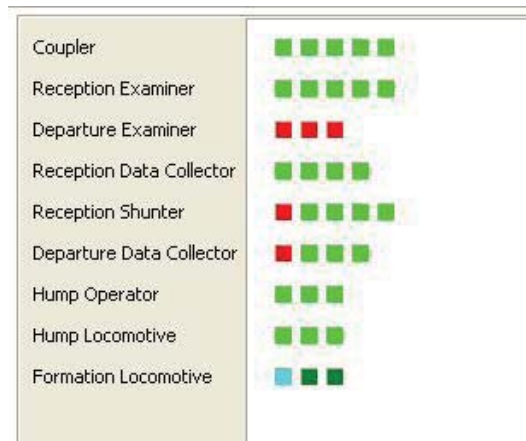 Coupler
Reception Examiner
Departure Examiner
Reception Data Collector
Reception Shunter
Departure Data Collector
Hump Operator
Hump Locomotive
Formation Locomotive